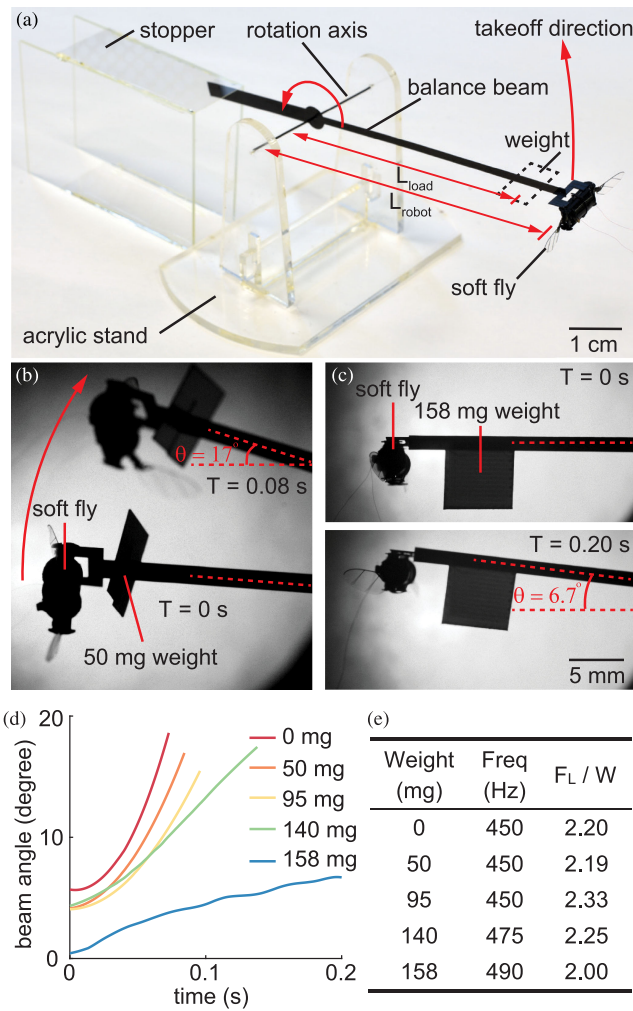 (a)
stopper
rotation axis
takeoff direction
balance beam
weight
L_load
L_robot
soft fly
acrylic stand
1 cm
(b)
θ = 17°
T = 0.08 s
soft fly
T = 0 s
50 mg weight
(c)
T = 0 s
soft fly
158 mg weight
T = 0.20 s
θ = 6.7°
5 mm
(d)
20
10
0
0
0.1
0.2
beam angle (degree)
time (s)
0 mg
50 mg
95 mg
140 mg
158 mg
(e)
Weight (mg) Freq (Hz) F_L / W
0 450 2.20
50 450 2.19
95 450 2.33
140 475 2.25
158 490 2.00